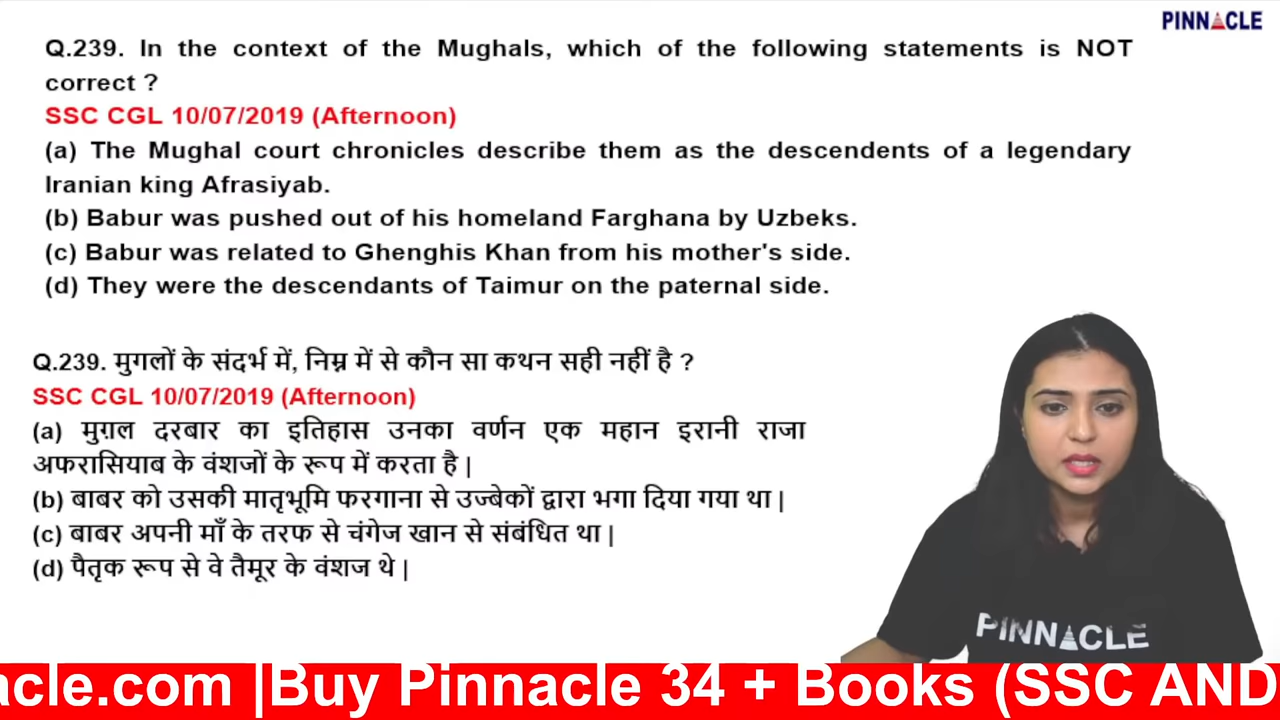 PINNACLE
Q.239. In the context of the Mughals, which of the following statements is NOT
correct ?
SSC CGL 10/07/2019 (Afternoon)
(a) The Mughal court chronicles describe them as the descendents of a legendary
Iranian king Afrasiyab.
(b) Babur was pushed out of his homeland Farghana by Uzbeks.
(c) Babur was related to Ghenghis Khan from his mother's side.
(d) They were the descendants of Taimur on the paternal side.
Q.239. मुगलों के संदर्भ में, निम्न में से कौन सा कथन सही नहीं है ?
SSC CGL 10/07/2019 (Afternoon)
(a) मुग़ल दरबार का इतिहास उनका वर्णन एक महान इरानी राजा
अफरासियाब के वंशजों के रूप में करता है |
(b) बाबर को उसकी मातृभूमि फरगाना से उज्बेकों द्वारा भगा दिया गया था |
(c) बाबर अपनी माँ के तरफ से चंगेज खान से संबंधित था |
(d) पैतृक रूप से वे तैमूर के वंशज थे |
PINNACLE
acle.com |Buy Pinnacle 34 + Books (SSC AND